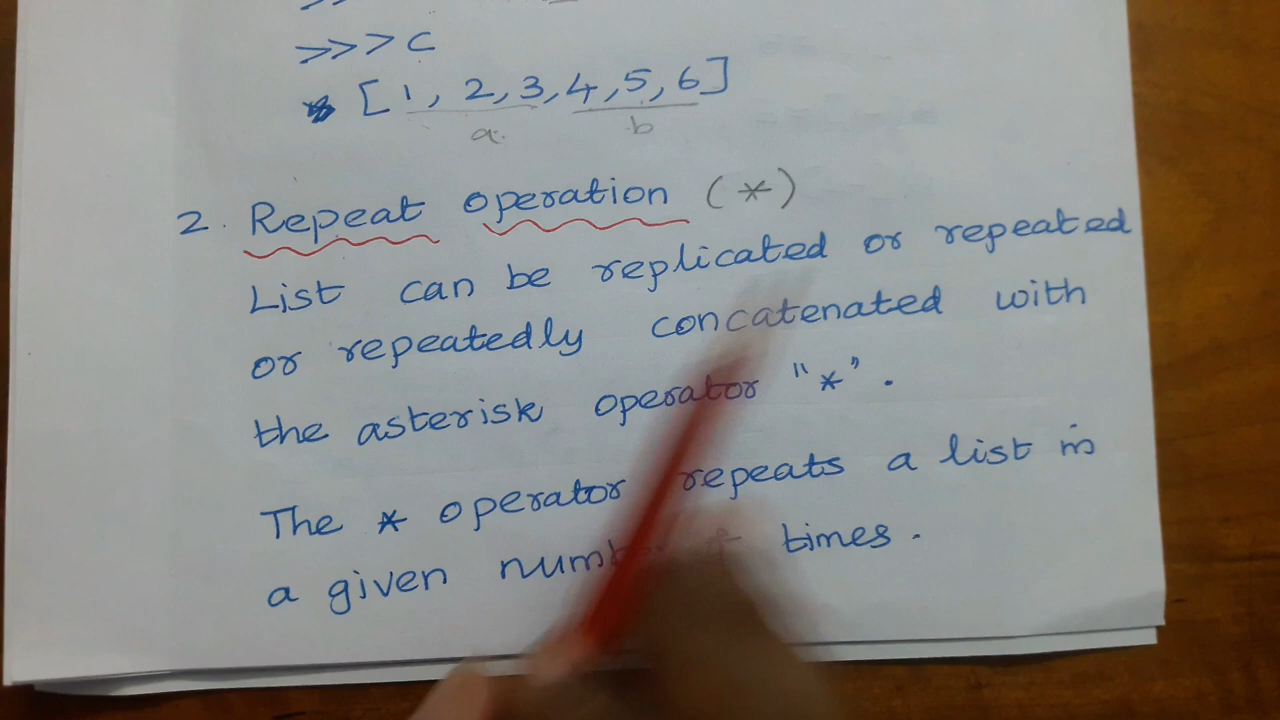 >>> c
[1, 2, 3, 4, 5, 6]
a b
2. Repeat operation (*)
List can be replicated or repeated
or repeatedly concatenated with
the asterisk operator "*".
The * operator repeats a list in
a given times.